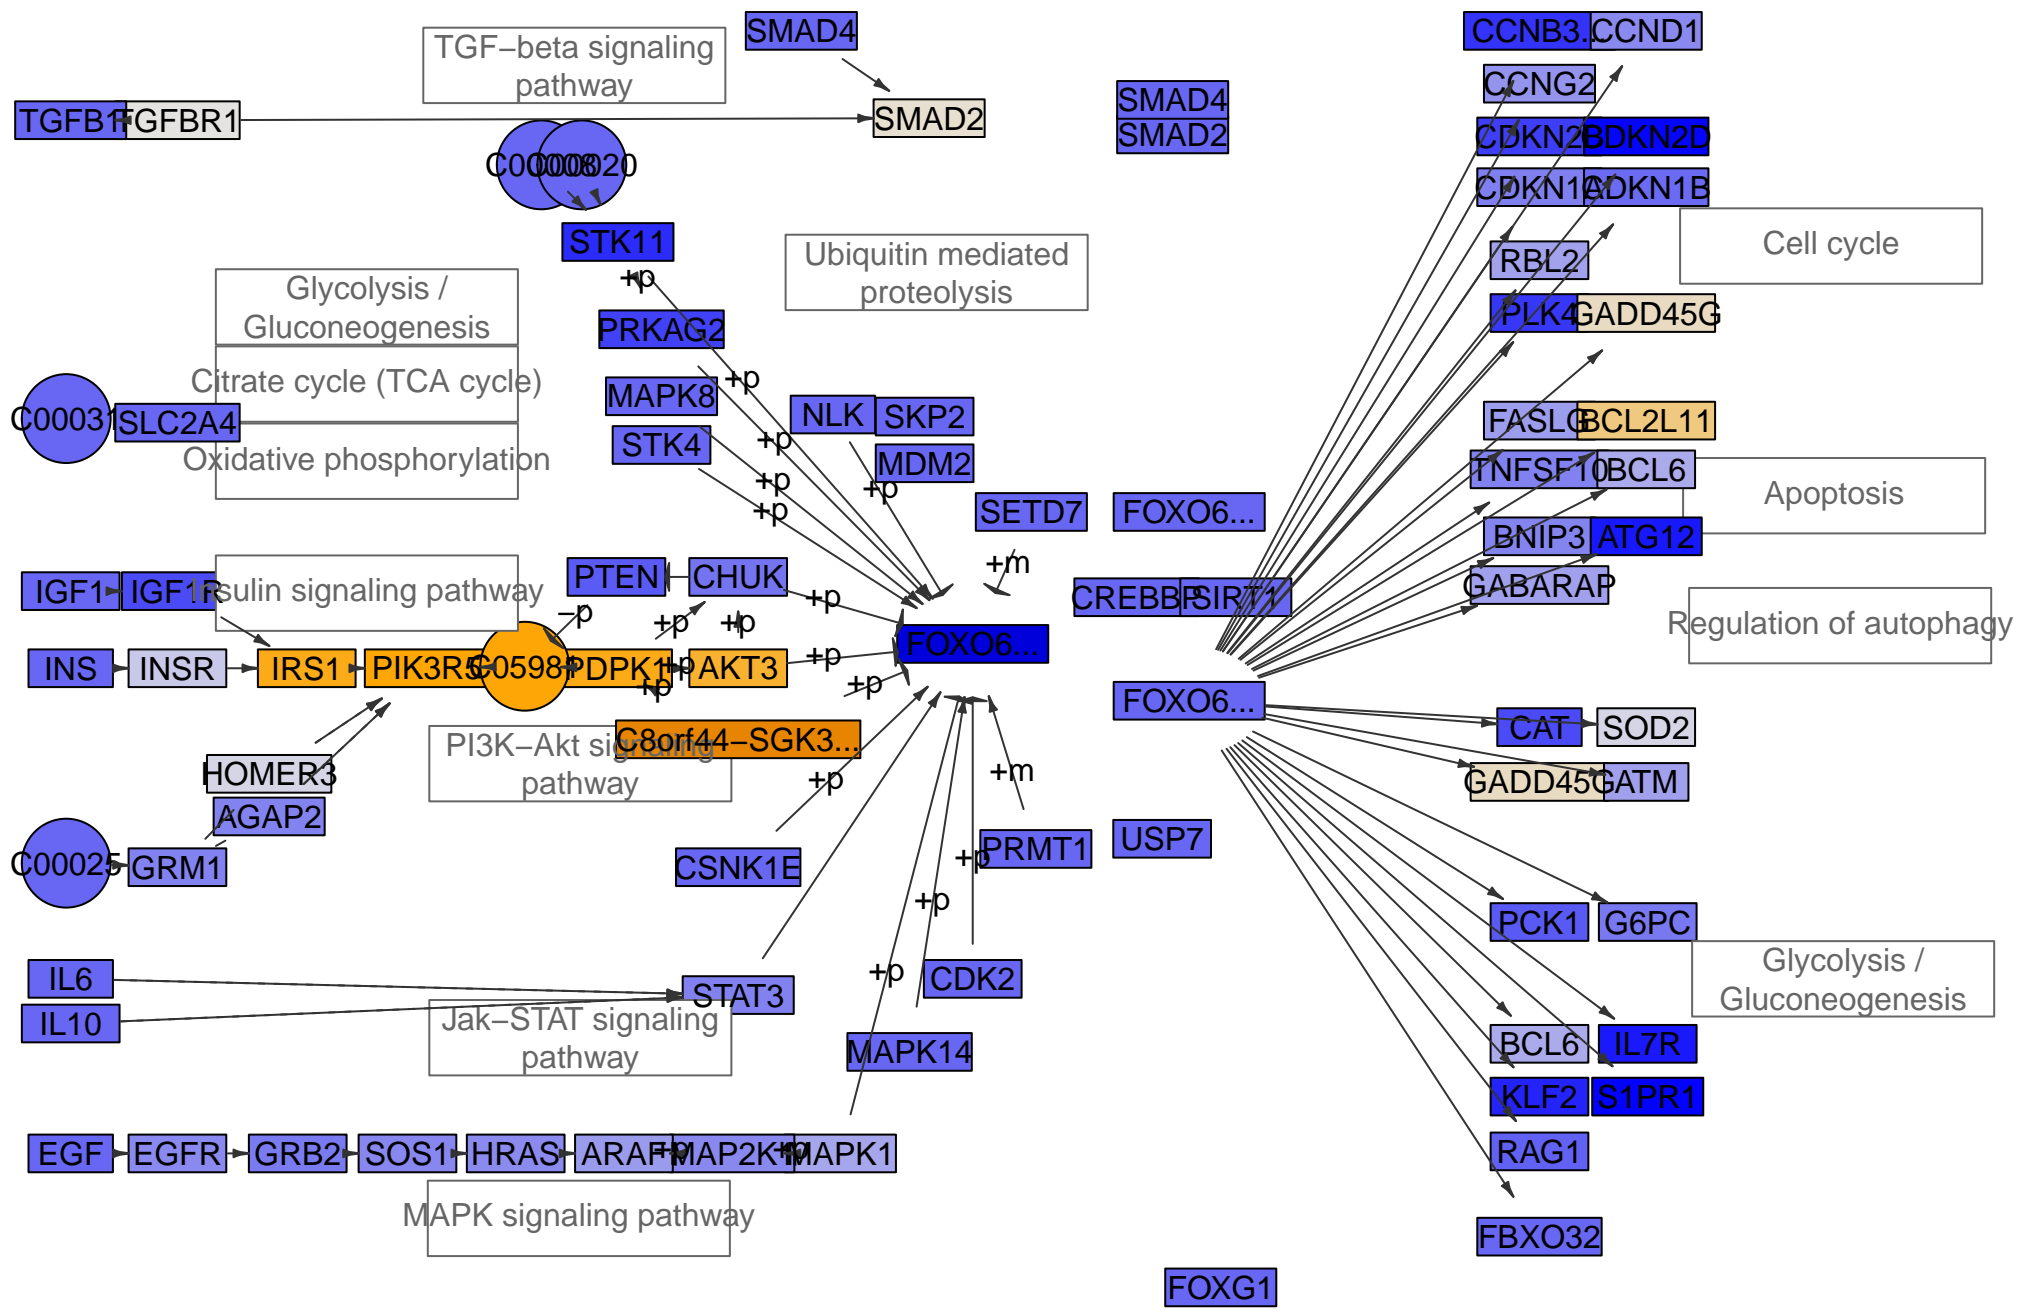 SMAD4
CCNB3...
CCND1
TGF−beta signaling
pathway
CCNG2
SMAD4
TGFB1
TGFBR1
SMAD2
SMAD2
CDKN2B
CDKN2D
C00020
CDKN1A
CDKN1B
STK11
Ubiquitin mediated
proteolysis
Cell cycle
RBL2
+p
Glycolysis /
Gluconeogenesis
PRKAG2
PLK4
GADD45G
Citrate cycle (TCA cycle)
+p
MAPK8
NLK
SKP2
C00031
SLC2A4
FASLG
BCL2L11
STK4
+p
Oxidative phosphorylation
MDM2
TNFSF10
BCL6
+p
+p
Apoptosis
+p
SETD7
FOXO6...
BNIP3
ATG12
+m
PTEN
CHUK
GABARAP
IGF1
IGF1R
Insulin signaling pathway
+p
CREBBP
SIRT1
−p
+p
+p
Regulation of autophagy
FOXO6...
INS
INSR
IRS1
PIK3R5
C05981
PDPK1
+p
AKT3
+p
+p
+p
FOXO6...
CAT
SOD2
PI3K−Akt signaling
pathway
C8orf44−SGK3...
HOMER3
+p
+m
GADD45G
ATM
AGAP2
USP7
PRMT1
C00025
GRM1
CSNK1E
+p
+p
PCK1
G6PC
IL6
+p
CDK2
Glycolysis /
Gluconeogenesis
STAT3
IL10
Jak−STAT signaling
pathway
MAPK14
BCL6
IL7R
KLF2
S1PR1
EGF
EGFR
GRB2
SOS1
HRAS
ARAF
+p
MAP2K1
+p
MAPK1
RAG1
MAPK signaling pathway
FBXO32
FOXG1